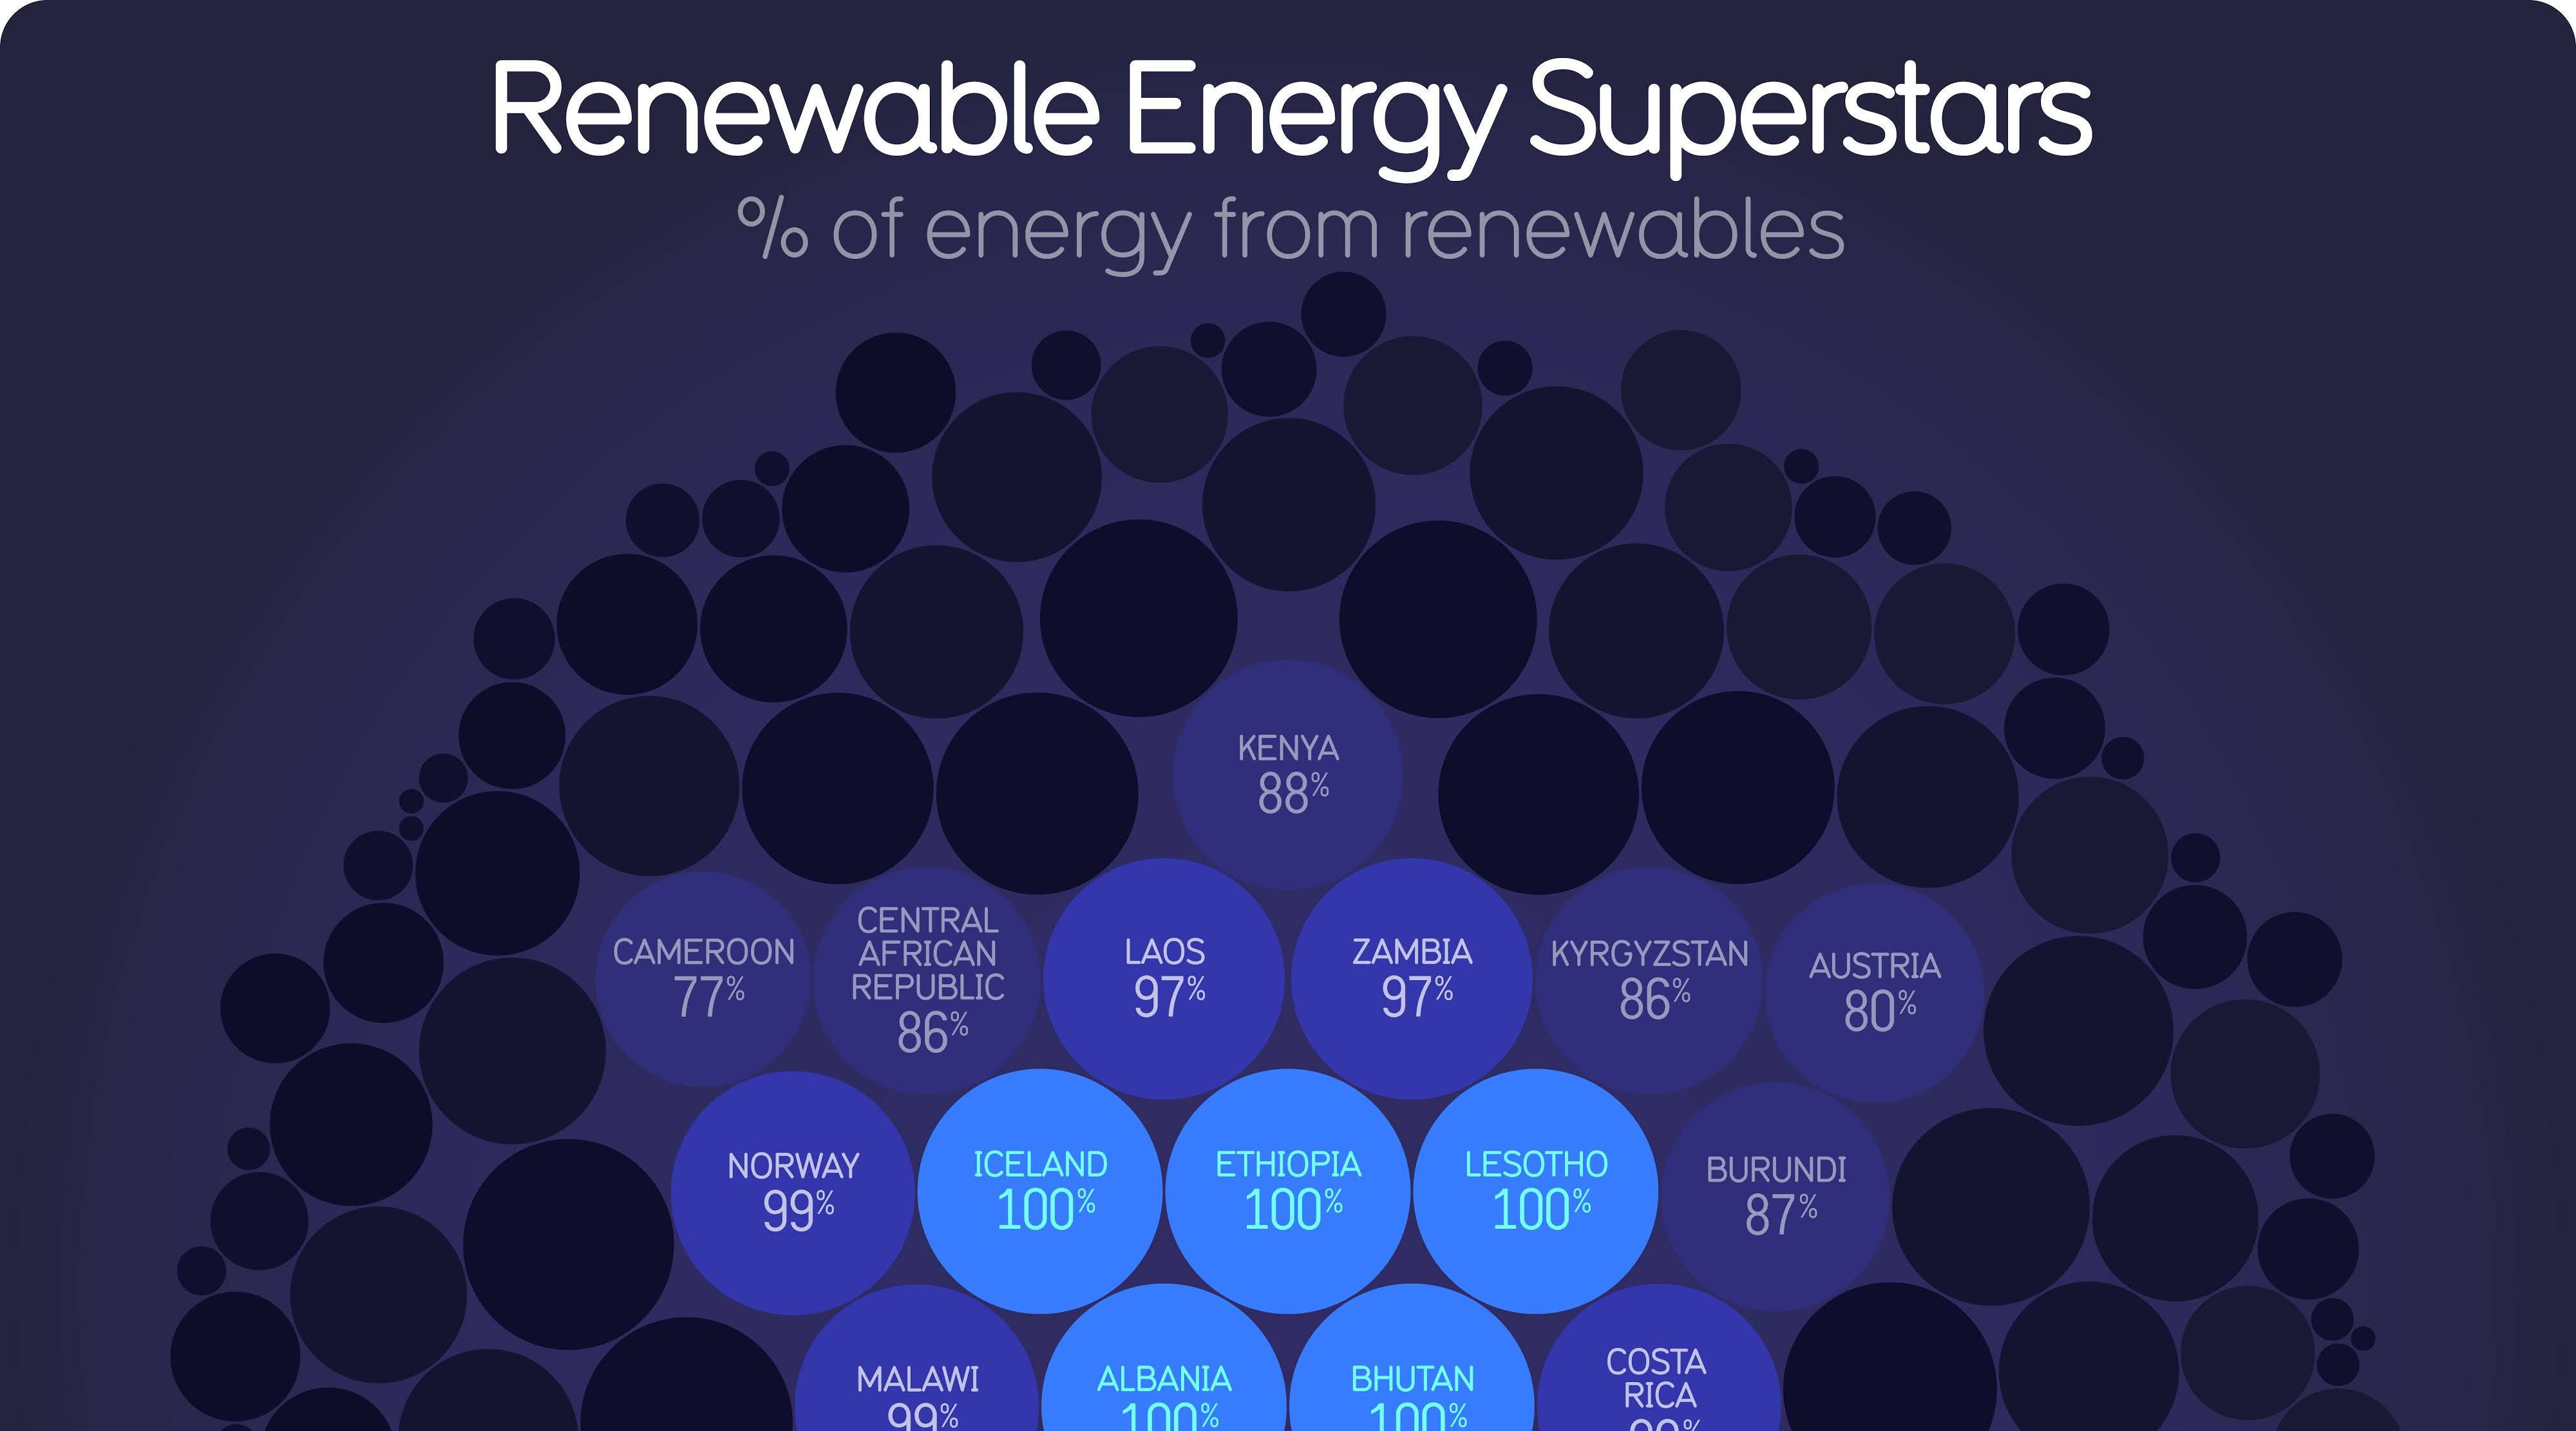 Renewable Energy Superstars
% of energy from renewables
KENYA
88%
CAMEROON
77%
CENTRAL
AFRICAN
REPUBLIC
86%
LAOS
97%
ZAMBIA
97%
KYRGYZSTAN
86%
AUSTRIA
80%
NORWAY
99%
ICELAND
100%
ETHIOPIA
100%
LESOTHO
100%
BURUNDI
87%
MALAWI
99%
ALBANIA
100%
BHUTAN
100%
COSTA
RICA